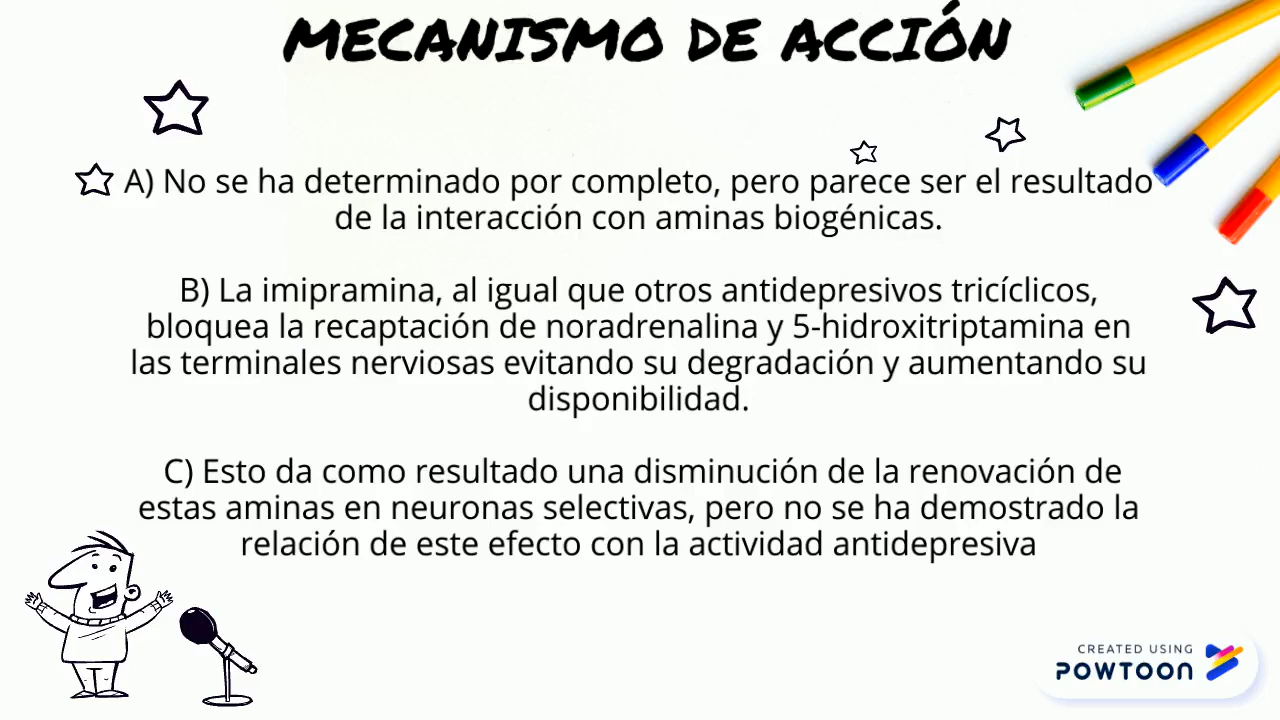 MECANISMO DE ACCIÓN
A) No se ha determinado por completo, pero parece ser el resultado
de la interacción con aminas biogénicas.
B) La imipramina, al igual que otros antidepresivos tricíclicos,
bloquea la recaptación de noradrenalina y 5-hidroxitriptamina en
las terminales nerviosas evitando su degradación y aumentando su
disponibilidad.
C) Esto da como resultado una disminución de la renovación de
estas aminas en neuronas selectivas, pero no se ha demostrado la
relación de este efecto con la actividad antidepresiva
CREATED USING
POWTOON